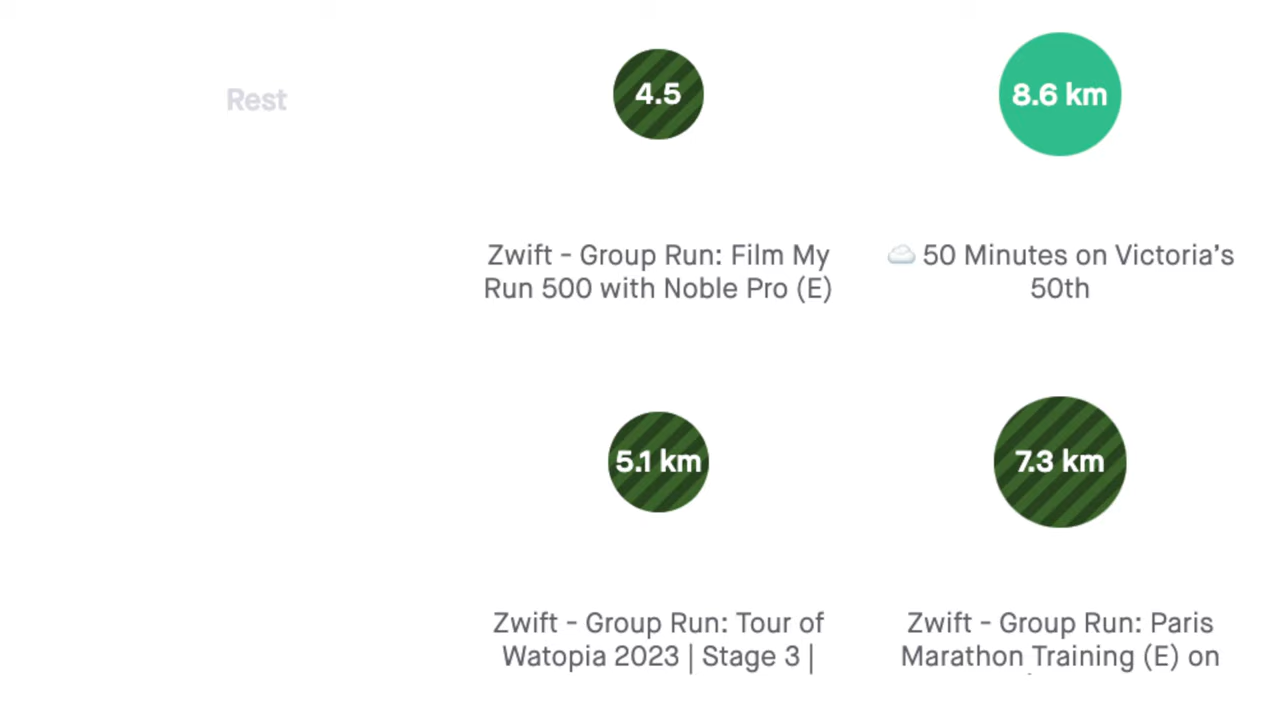 Rest
4.5
8.6 km
Zwift - Group Run: Film My
Run 500 with Noble Pro (E)
☁️ 50 Minutes on Victoria's
50th
5.1 km
7.3 km
Zwift - Group Run: Tour of
Watopia 2023 | Stage 3 |
Zwift - Group Run: Paris
Marathon Training (E) on